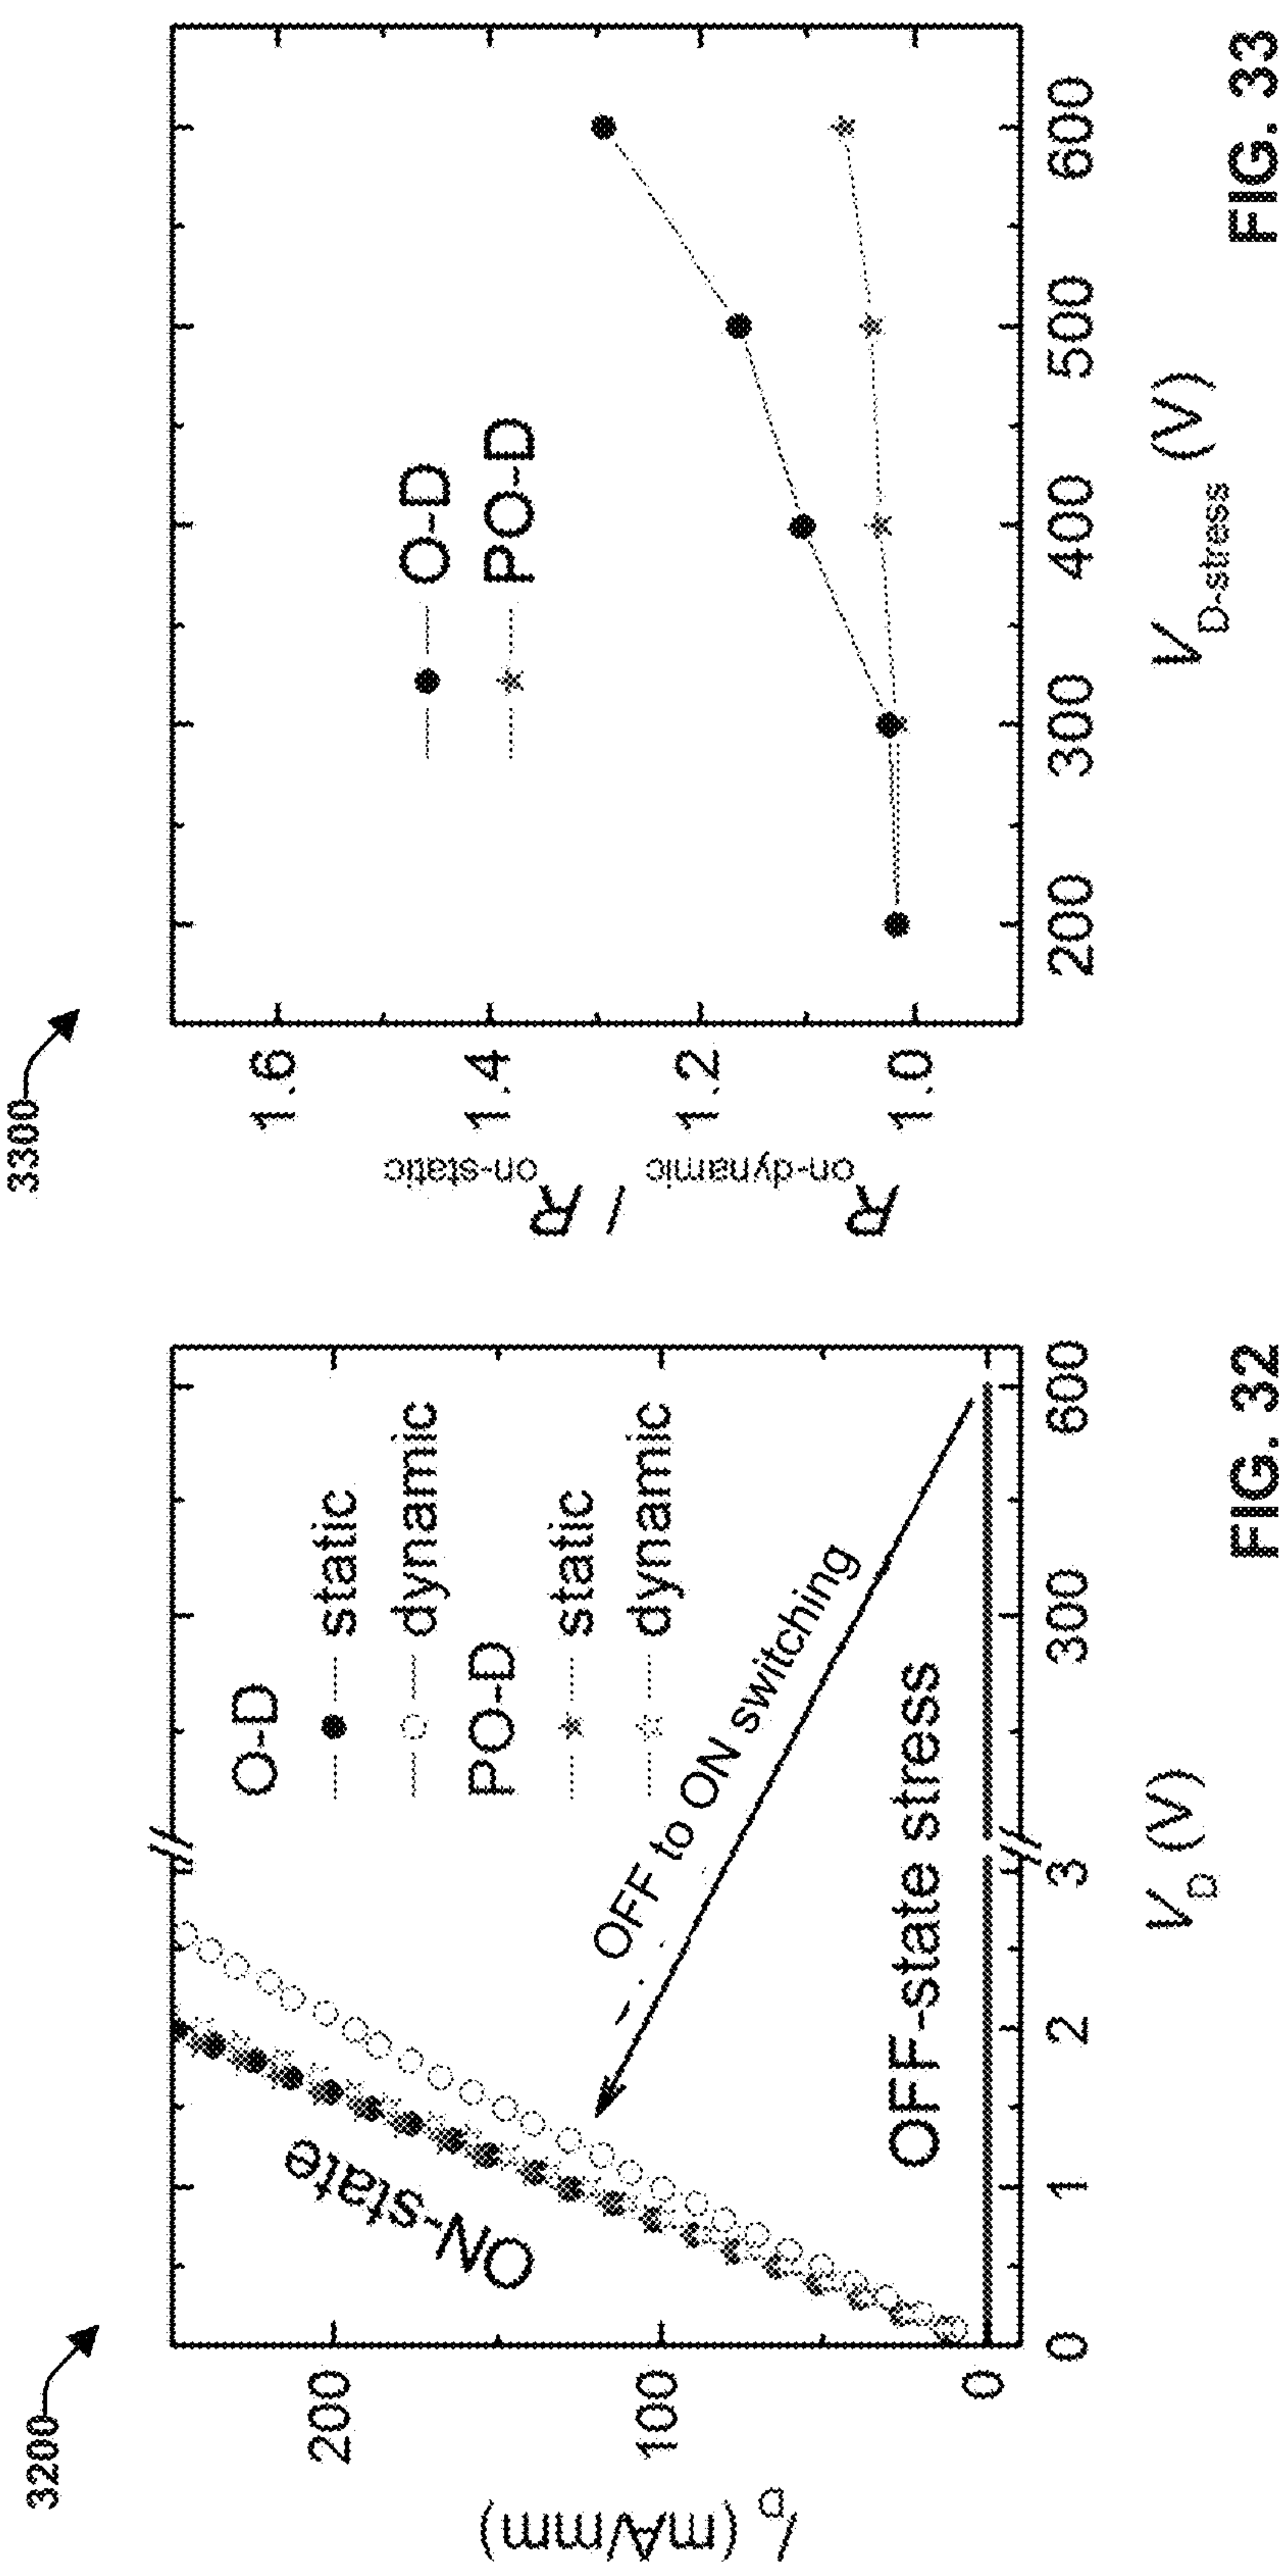 3200
200
100
0
I_D (mA/mm)
ON-state
O-D
static
dynamic
PO-D
static
dynamic
OFF to ON switching
OFF-state stress
0 1 2 3 300 600
V_D (V)
FIG. 32
3300
1.6
1.4
1.2
1.0
R_on-dynamic / R_on-static
O-D
PO-D
200 300 400 500 600
V_D-stress (V)
FIG. 33